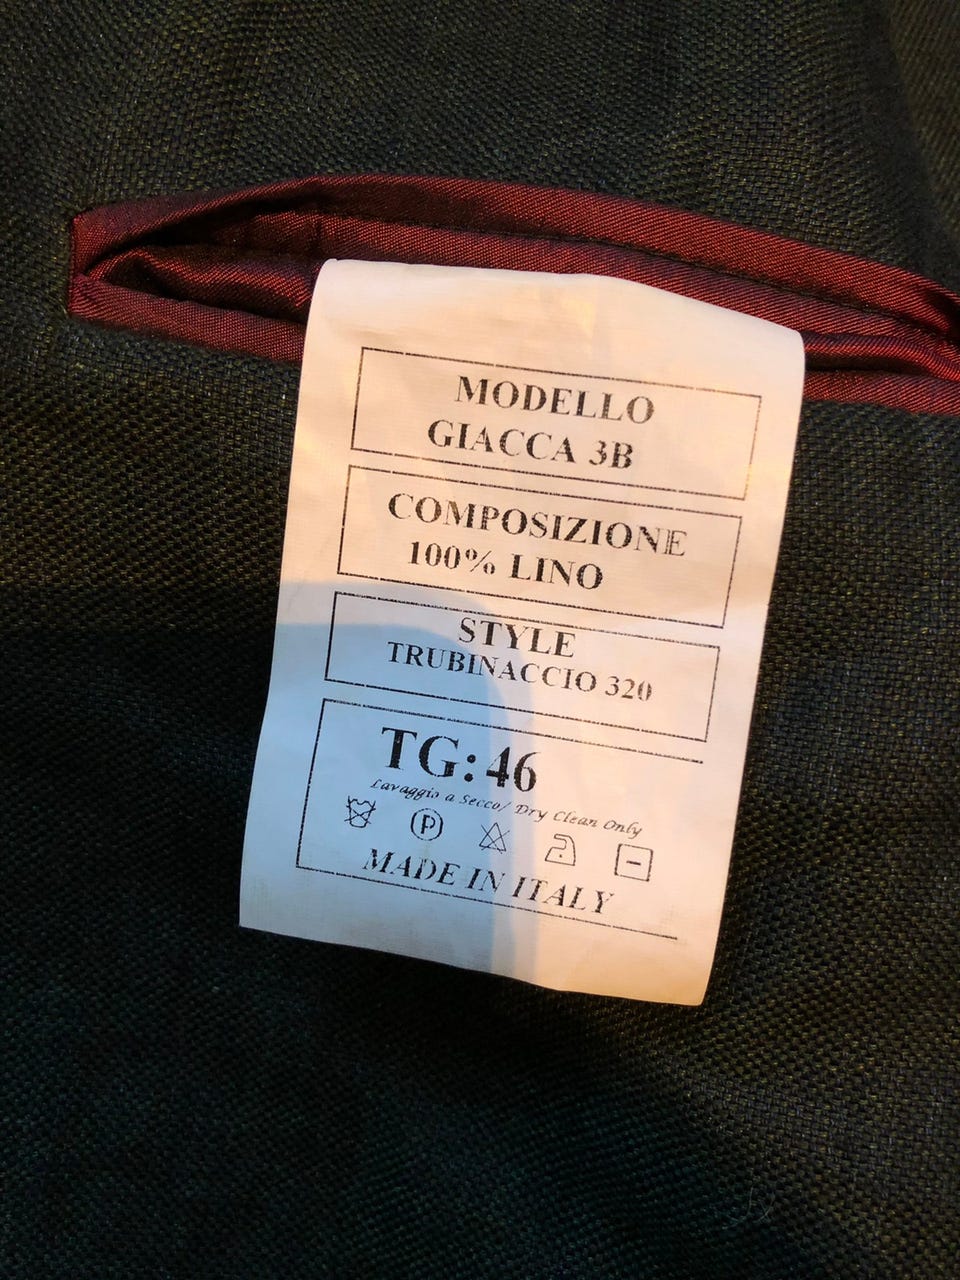 MODELLO
GIACCA 3B
COMPOSIZIONE
100% LINO
STYLE
TRUBINACCIO 320
TG: 46
Lavaggio a Secco/ Dry Clean Only
P
MADE IN ITALY